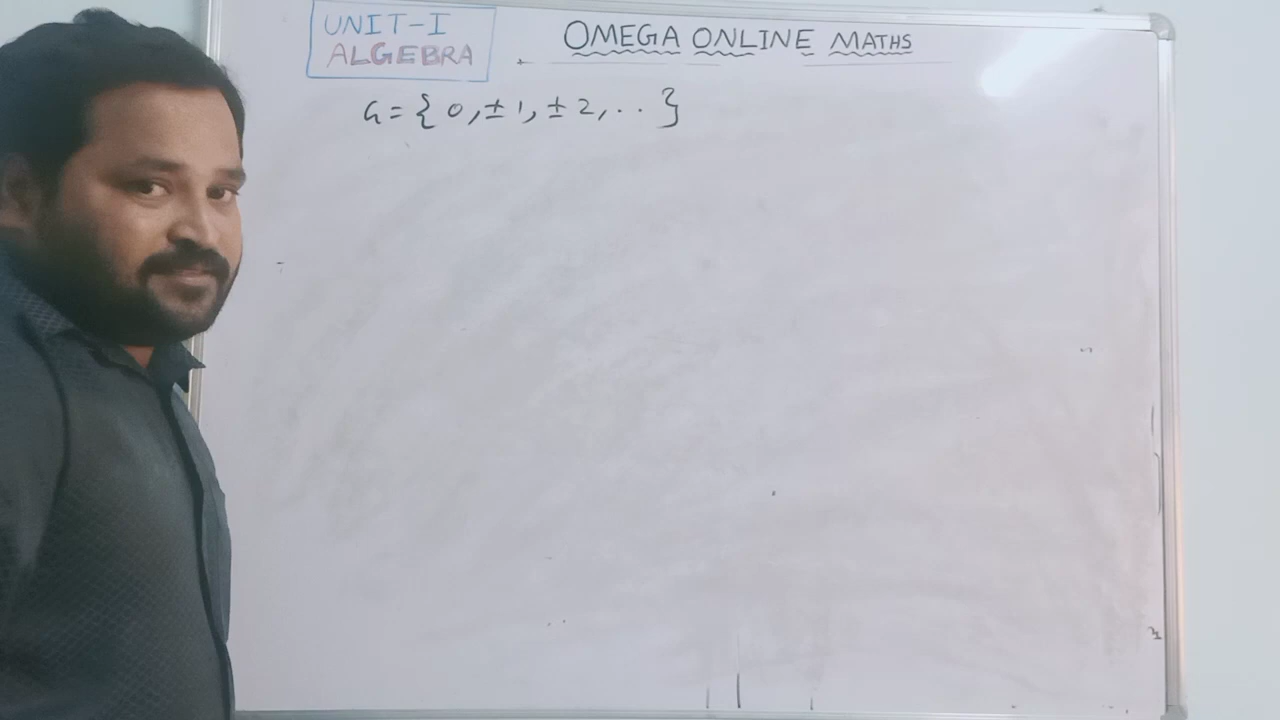 UNIT-I
ALGEBRA
OMEGA ONLINE MATHS
G = { 0, ±1, ±2, .. }